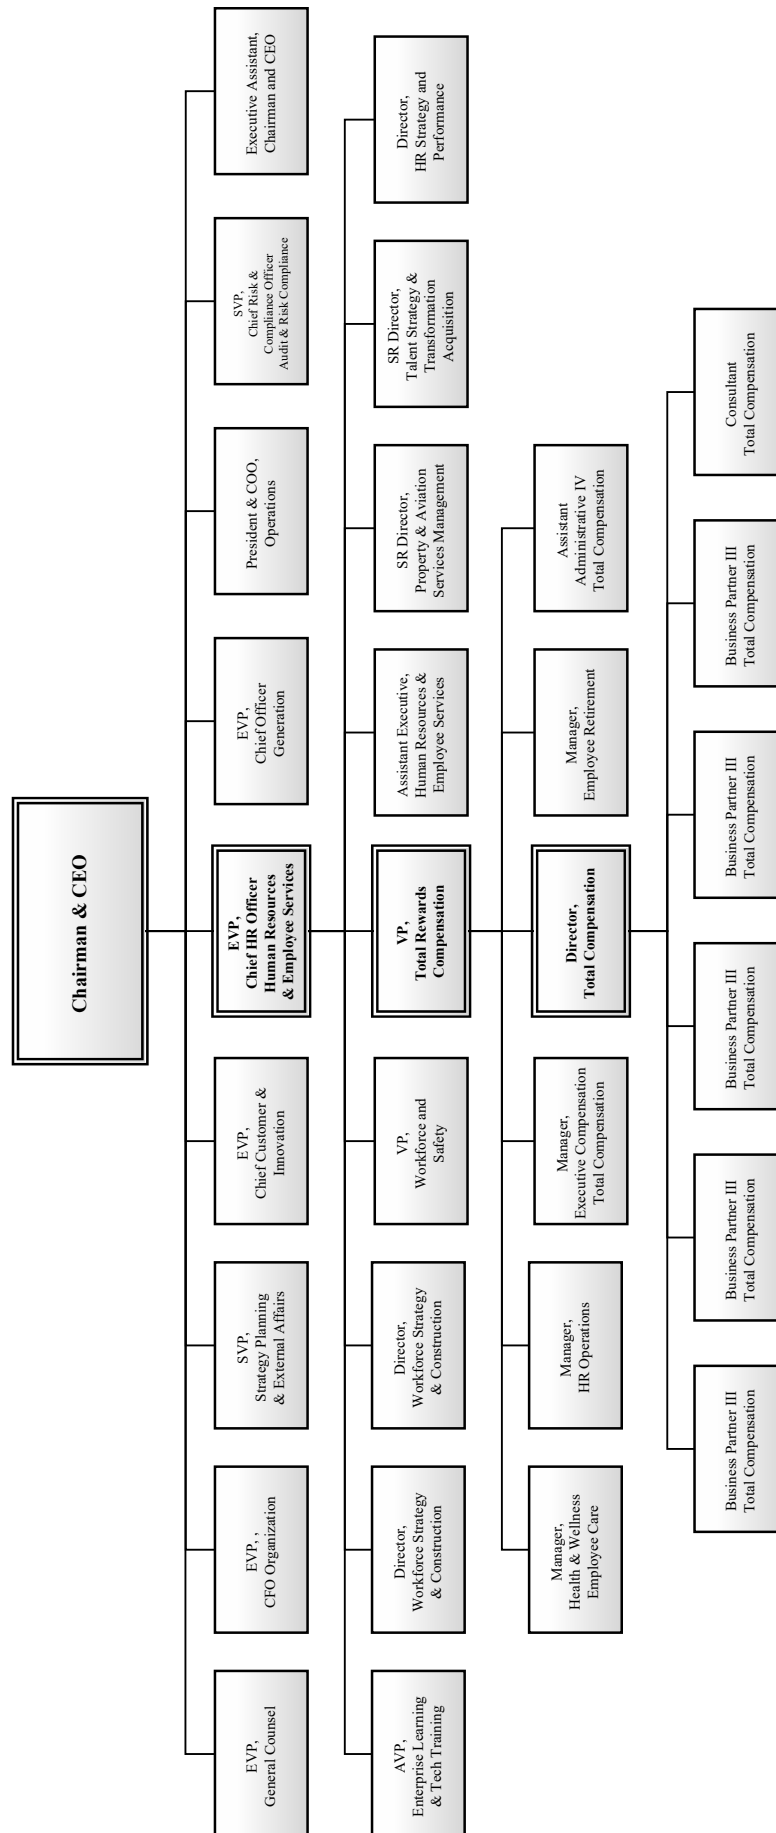 Chairman & CEO
EVP,
General Counsel
EVP, ,
CFO Organization
SVP,
Strategy Planning
& External Affairs
EVP,
Chief Customer &
Innovation
EVP,
Chief HR Officer
Human Resources
& Employee Services
EVP,
Chief Officer
Generation
President & COO,
Operations
SVP,
Chief Risk &
Compliance Officer
Audit & Risk Compliance
Executive Assistant,
Chairman and CEO
AVP,
Enterprise Learning
& Tech Training
Director,
Workforce Strategy
& Construction
Director,
Workforce Strategy
& Construction
VP,
Workforce and
Safety
VP,
Total Rewards
Compensation
Assistant Executive,
Human Resources &
Employee Services
SR Director,
Property & Aviation
Services Management
SR Director,
Talent Strategy &
Transformation
Acquisition
Director,
HR Strategy and
Performance
Manager,
Health & Wellness
Employee Care
Manager,
HR Operations
Manager,
Executive Compensation
Total Compensation
Director,
Total Compensation
Manager,
Employee Retirement
Assistant
Administrative IV
Total Compensation
Business Partner III
Total Compensation
Business Partner III
Total Compensation
Business Partner III
Total Compensation
Business Partner III
Total Compensation
Business Partner III
Total Compensation
Consultant
Total Compensation